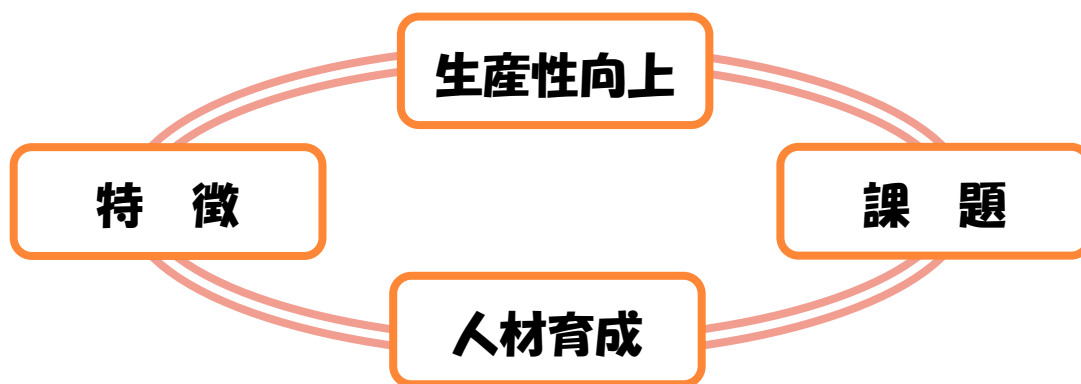 生産性向上
特　徴
課　題
人材育成